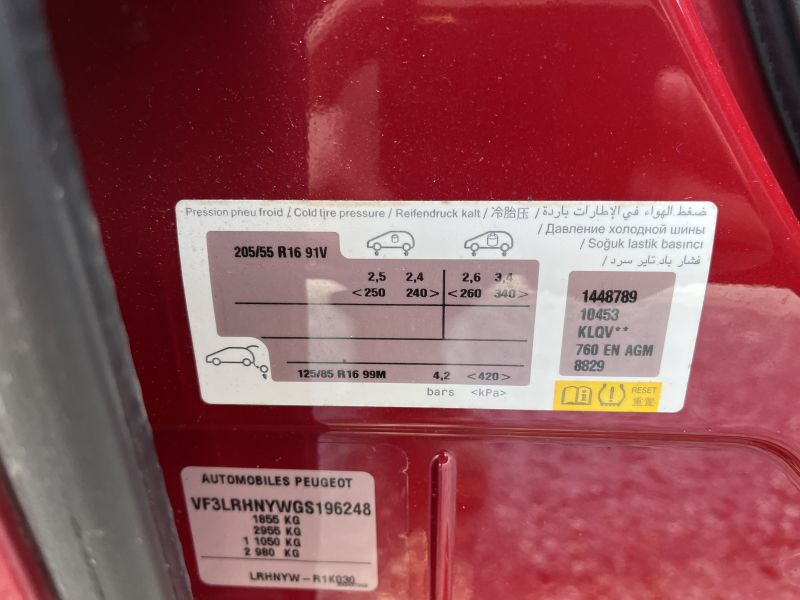 Pression pneu froid / Cold tire pressure / Reifendruck kalt / 冷胎压 / ضغط الهواء في الإطارات باردة
/ Давление холодной шины
/ Soğuk lastik basıncı
/ فشار باد تایر سرد
205/55 R16 91V
2,5 2,4 2,6 3,4
<250 240> <260 340>
125/85 R16 99M 4,2 <420>
bars <kPa>
1448789
10453
KLQV**
760 EN AGM
8829
RESET
重置
AUTOMOBILES PEUGEOT
VF3LRHNYWGS196248
1855 KG
2955 KG
1 1050 KG
2 980 KG
LRHNYW-R1K030